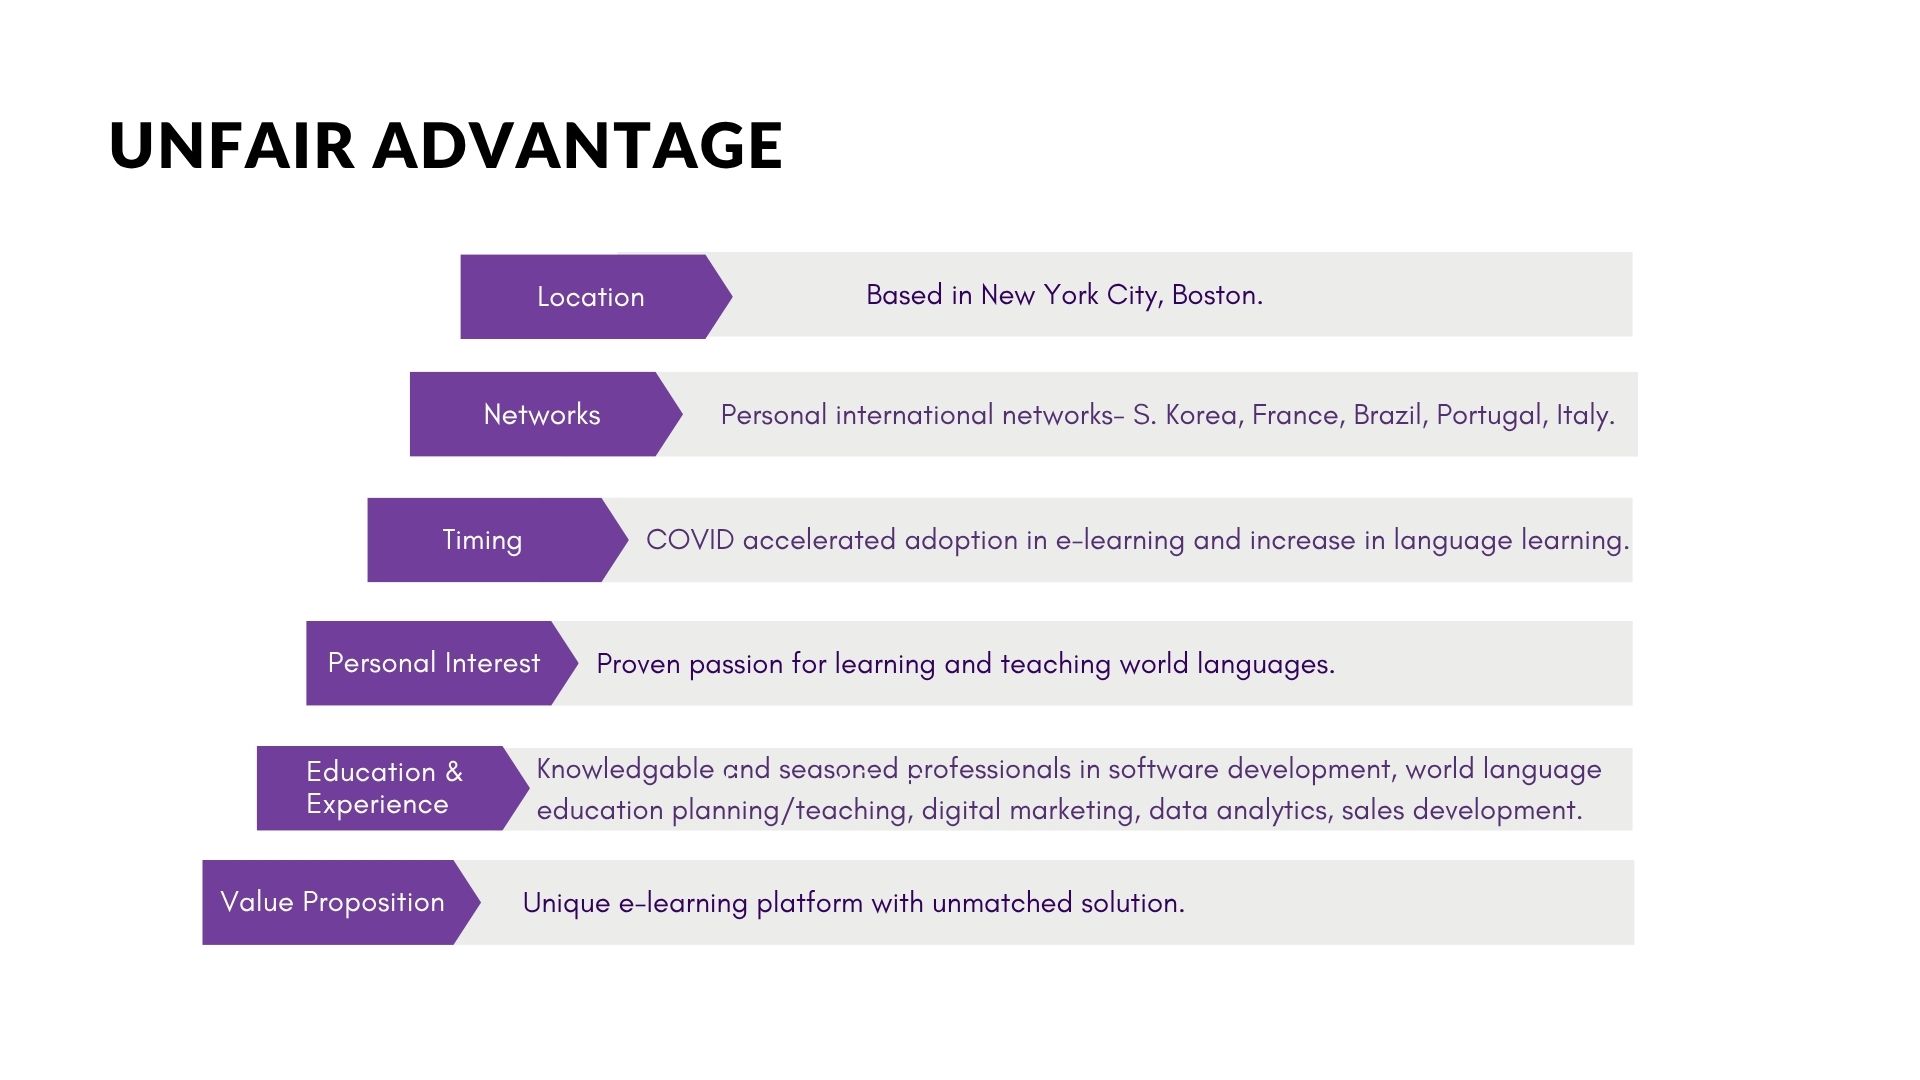 UNFAIR ADVANTAGE
Location
Based in New York City, Boston.
Networks
Personal international networks- S. Korea, France, Brazil, Portugal, Italy.
Timing
COVID accelerated adoption in e-learning and increase in language learning.
Personal Interest
Proven passion for learning and teaching world languages.
Education &
Experience
Knowledgable and seasoned professionals in software development, world language
education planning/teaching, digital marketing, data analytics, sales development.
Value Proposition
Unique e-learning platform with unmatched solution.